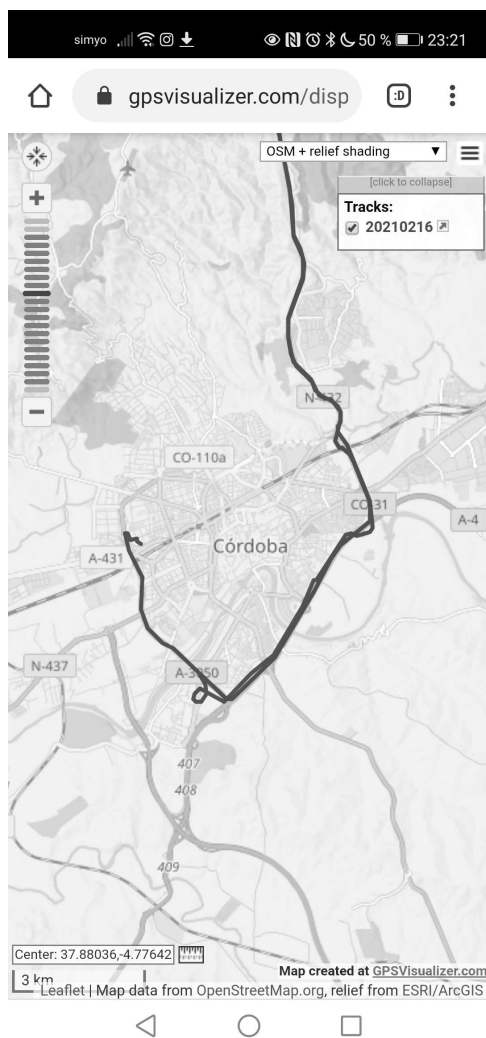 simyo 50 % 23:21
gpsvisualizer.com/disp
:D
OSM + relief shading ▼
[click to collapse]
Tracks:
20210216
N-432
CO-110a
CO-31
A-4
Córdoba
A-431
N-437
A-3050
407
408
409
Center: 37.88036,-4.77642
3 km
Map created at GPSVisualizer.com
Leaflet | Map data from OpenStreetMap.org, relief from ESRI/ArcGIS